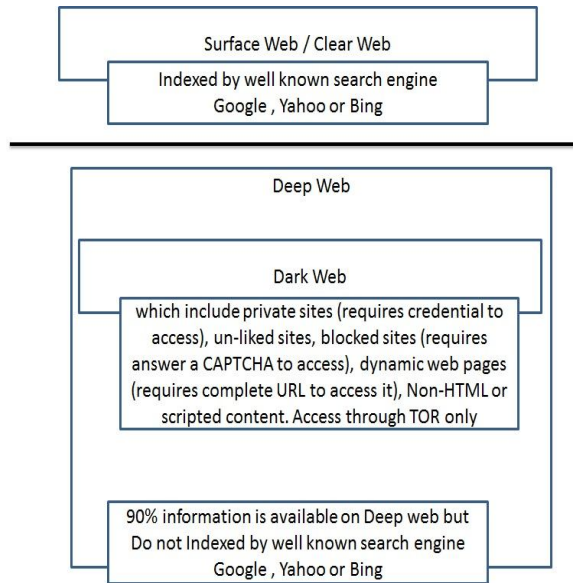 Surface Web / Clear Web
Indexed by well known search engine
Google , Yahoo or Bing
Deep Web
Dark Web
which include private sites (requires credential to
access), un-liked sites, blocked sites (requires
answer a CAPTCHA to access), dynamic web pages
(requires complete URL to access it), Non-HTML or
scripted content. Access through TOR only
90% information is available on Deep web but
Do not Indexed by well known search engine
Google , Yahoo or Bing